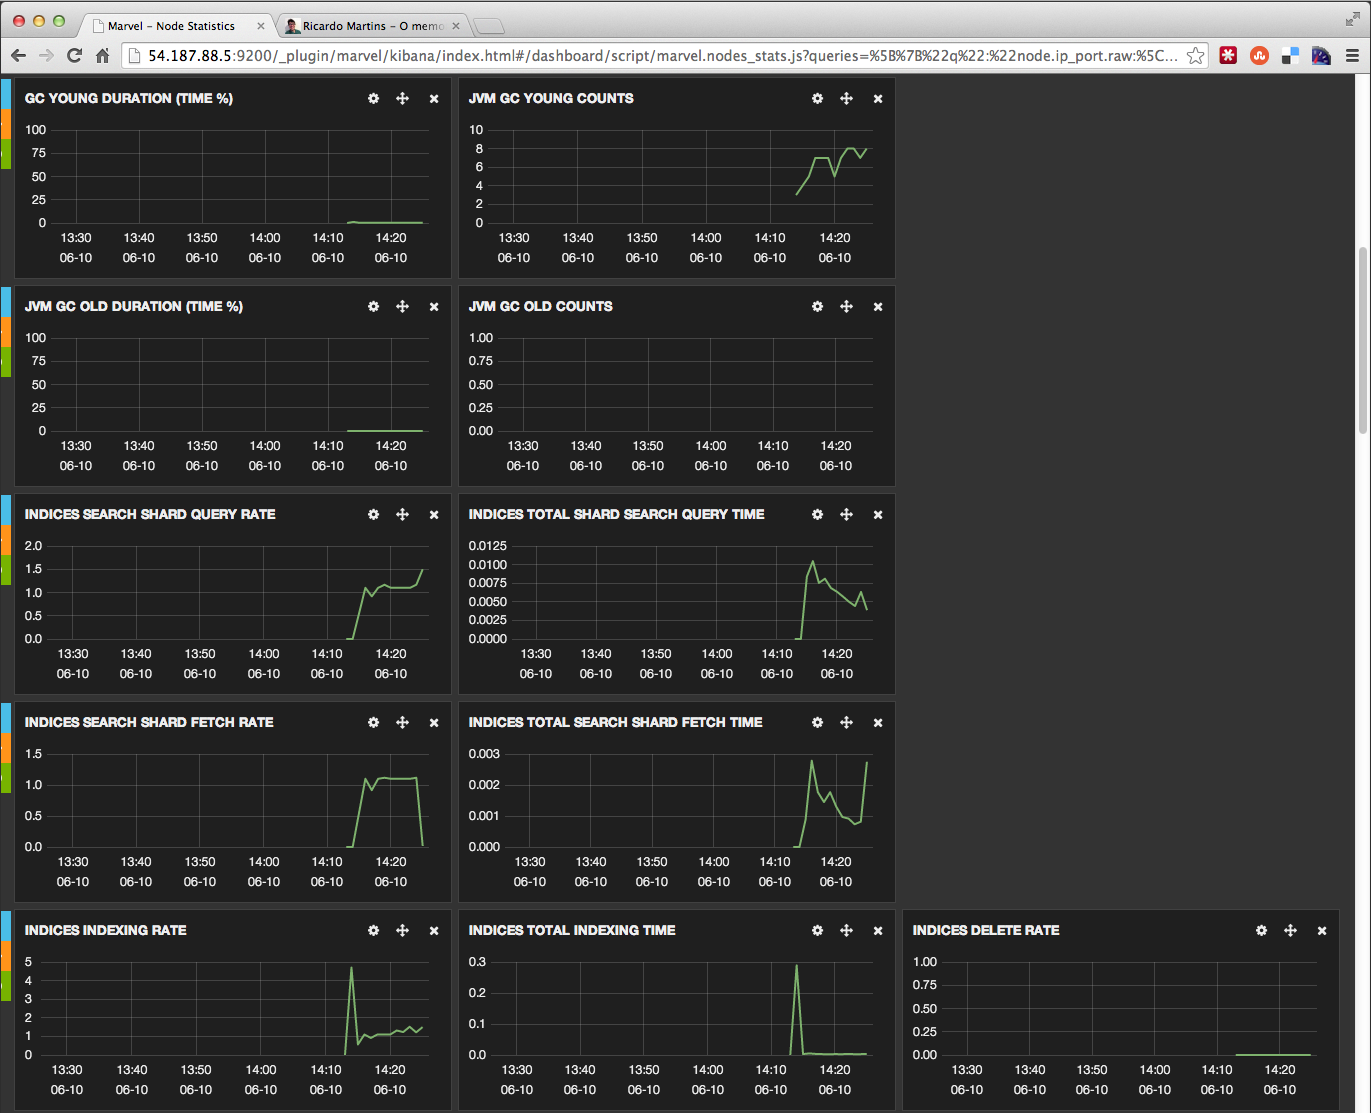 Marvel – Node Statistics
Ricardo Martins – O memo
54.187.88.5:9200/_plugin/marvel/kibana/index.html#/dashboard/script/marvel.nodes_stats.js?queries=%5B%7B%22q%22:%22node.ip_port.raw:%5C...
GC YOUNG DURATION (TIME %)
100
75
50
25
0
13:30 13:40 13:50 14:00 14:10 14:20
06-10 06-10 06-10 06-10 06-10 06-10
JVM GC YOUNG COUNTS
10
8
6
4
2
0
13:30 13:40 13:50 14:00 14:10 14:20
06-10 06-10 06-10 06-10 06-10 06-10
JVM GC OLD DURATION (TIME %)
100
75
50
25
0
13:30 13:40 13:50 14:00 14:10 14:20
06-10 06-10 06-10 06-10 06-10 06-10
JVM GC OLD COUNTS
1.00
0.75
0.50
0.25
0.00
13:30 13:40 13:50 14:00 14:10 14:20
06-10 06-10 06-10 06-10 06-10 06-10
INDICES SEARCH SHARD QUERY RATE
2.0
1.5
1.0
0.5
0.0
13:30 13:40 13:50 14:00 14:10 14:20
06-10 06-10 06-10 06-10 06-10 06-10
INDICES TOTAL SHARD SEARCH QUERY TIME
0.0125
0.0100
0.0075
0.0050
0.0025
0.0000
13:30 13:40 13:50 14:00 14:10 14:20
06-10 06-10 06-10 06-10 06-10 06-10
INDICES SEARCH SHARD FETCH RATE
1.5
1.0
0.5
0.0
13:30 13:40 13:50 14:00 14:10 14:20
06-10 06-10 06-10 06-10 06-10 06-10
INDICES TOTAL SEARCH SHARD FETCH TIME
0.003
0.002
0.001
0.000
13:30 13:40 13:50 14:00 14:10 14:20
06-10 06-10 06-10 06-10 06-10 06-10
INDICES INDEXING RATE
5
4
3
2
1
0
13:30 13:40 13:50 14:00 14:10 14:20
06-10 06-10 06-10 06-10 06-10 06-10
INDICES TOTAL INDEXING TIME
0.3
0.2
0.1
0.0
13:30 13:40 13:50 14:00 14:10 14:20
06-10 06-10 06-10 06-10 06-10 06-10
INDICES DELETE RATE
1.00
0.75
0.50
0.25
0.00
13:30 13:40 13:50 14:00 14:10 14:20
06-10 06-10 06-10 06-10 06-10 06-10